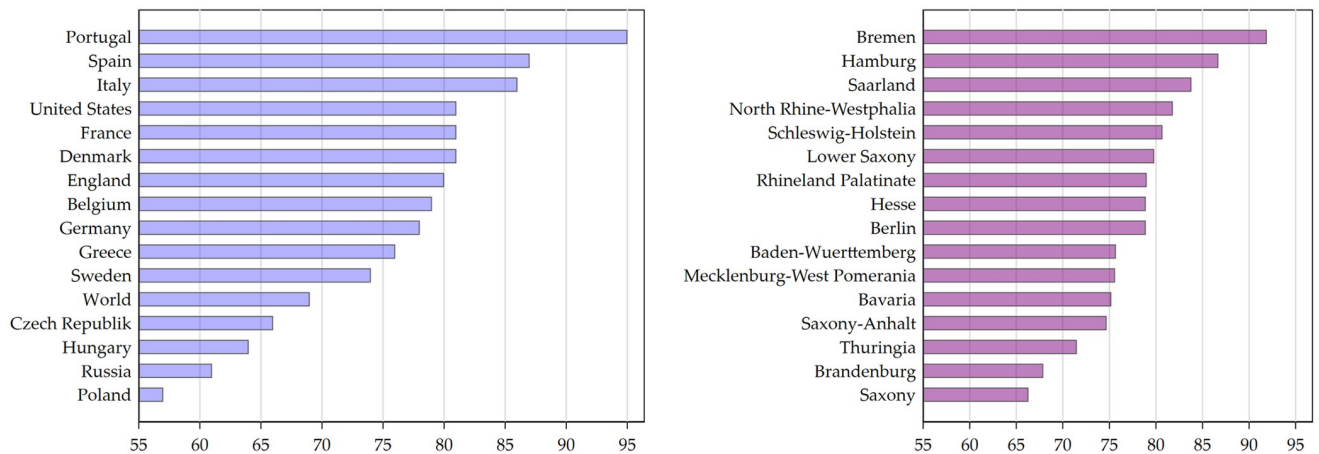 Portugal
Spain
Italy
United States
France
Denmark
England
Belgium
Germany
Greece
Sweden
World
Czech Republik
Hungary
Russia
Poland
55 60 65 70 75 80 85 90 95
Bremen
Hamburg
Saarland
North Rhine-Westphalia
Schleswig-Holstein
Lower Saxony
Rhineland Palatinate
Hesse
Berlin
Baden-Wuerttemberg
Mecklenburg-West Pomerania
Bavaria
Saxony-Anhalt
Thuringia
Brandenburg
Saxony
55 60 65 70 75 80 85 90 95